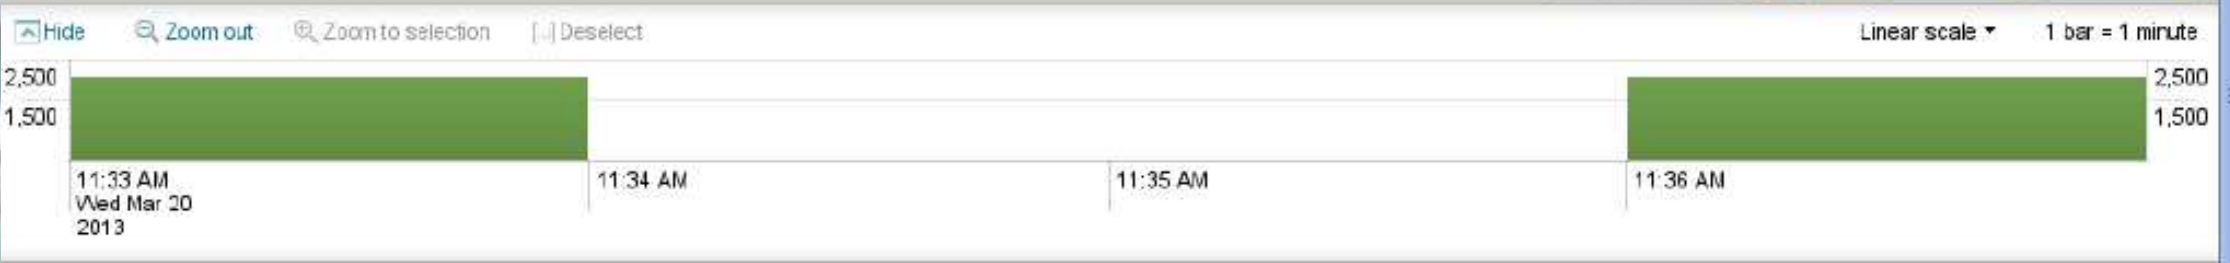 Hide Zoom out Zoom to selection Deselect Linear scale 1 bar = 1 minute
2,500 2,500
1,500 1,500
11:33 AM 11:34 AM 11:35 AM 11:36 AM
Wed Mar 20
2013